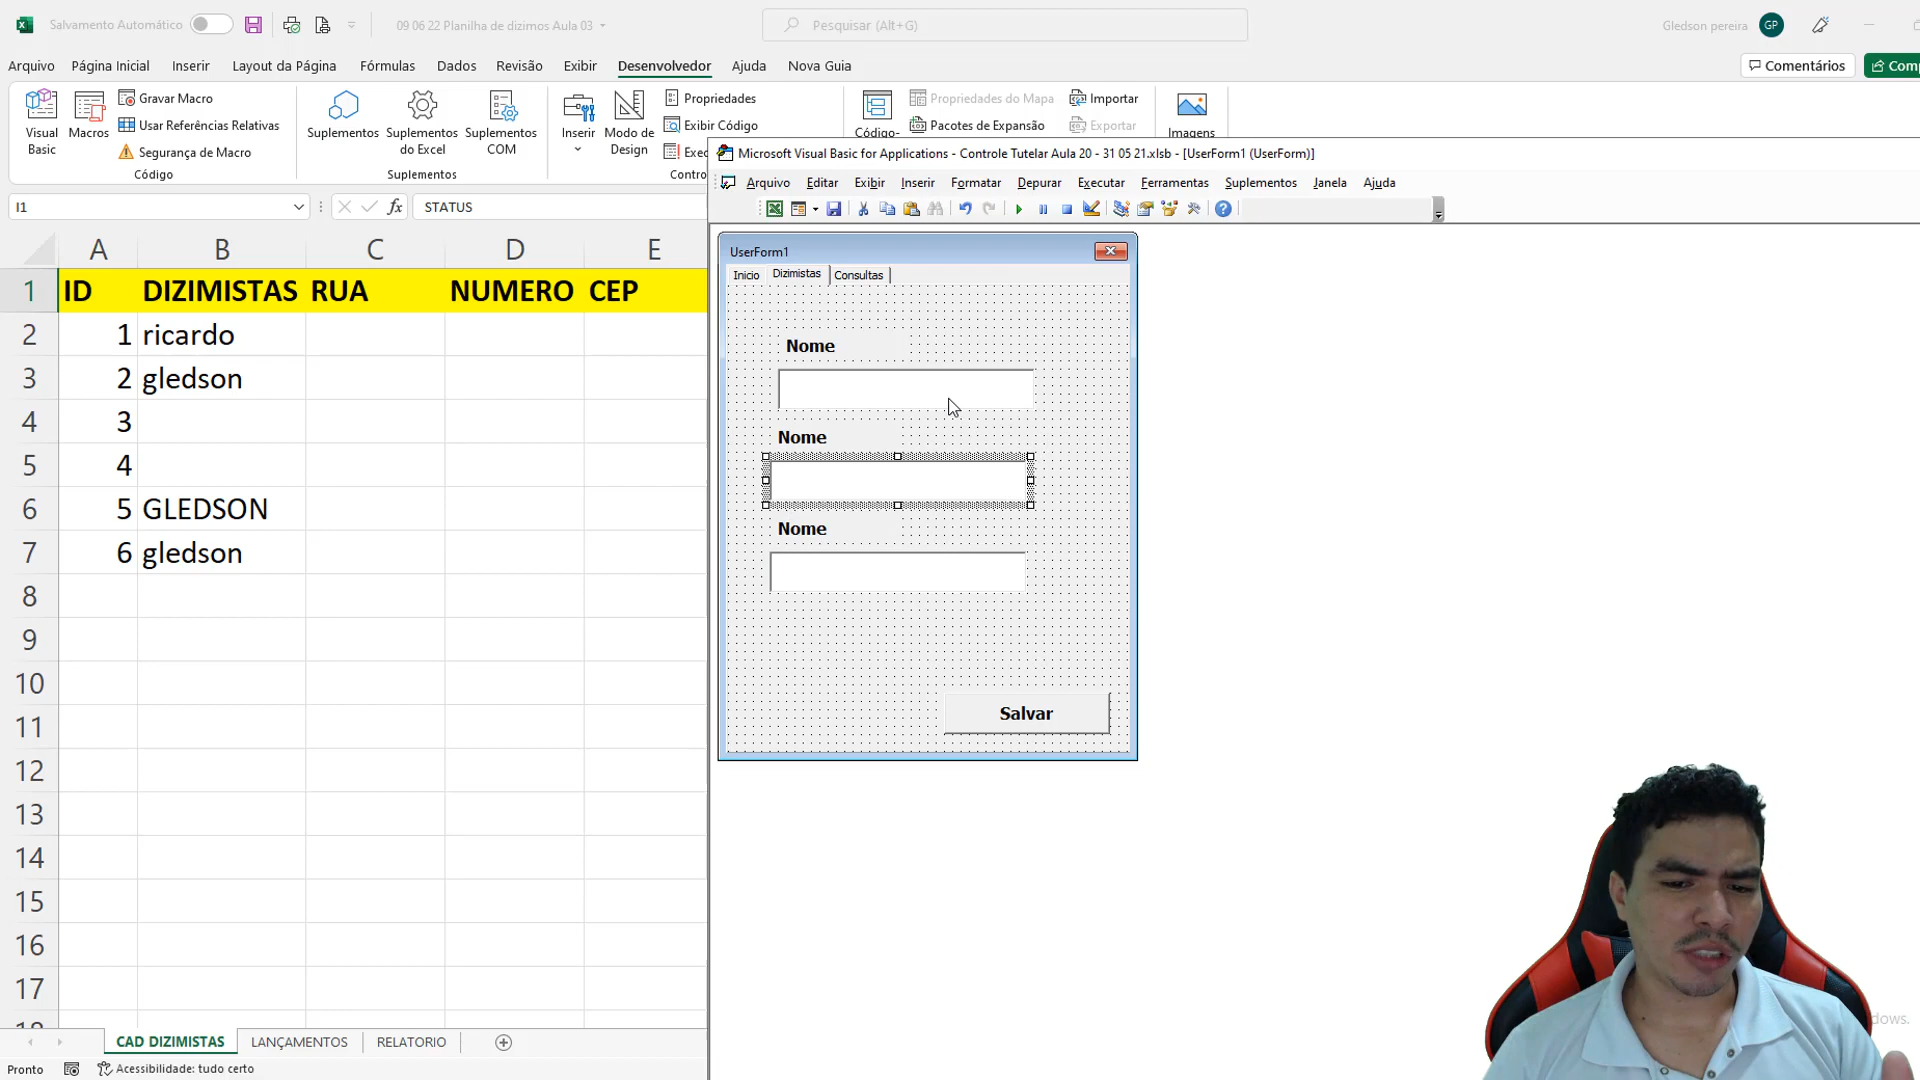 Salvamento Automático
09 06 22 Planilha de dizimos Aula 03
Pesquisar (Alt+G)
Gledson pereira
GP
Arquivo Página Inicial Inserir Layout da Página Fórmulas Dados Revisão Exibir Desenvolvedor Ajuda Nova Guia
Comentários
Visual Basic
Macros
Gravar Macro
Usar Referências Relativas
Segurança de Macro
Código
Suplementos
Suplementos do Excel
Suplementos COM
Suplementos
Inserir
Modo de Design
Propriedades
Exibir Código
Propriedades do Mapa
Pacotes de Expansão
Importar
Exportar
Imagens
I1
fx
STATUS
Microsoft Visual Basic for Applications - Controle Tutelar Aula 20 - 31 05 21.xlsb - [UserForm1 (UserForm)]
Arquivo Editar Exibir Inserir Formatar Depurar Executar Ferramentas Suplementos Janela Ajuda
UserForm1
Inicio Dizimistas Consultas
Nome
Nome
Nome
Salvar
A B C D E
1 ID DIZIMISTAS RUA NUMERO CEP
2 1 ricardo
3 2 gledson
4 3
5 4
6 5 GLEDSON
7 6 gledson
8
9
10
11
12
13
14
15
16
17
CAD DIZIMISTAS LANÇAMENTOS RELATORIO
Pronto
Acessibilidade: tudo certo